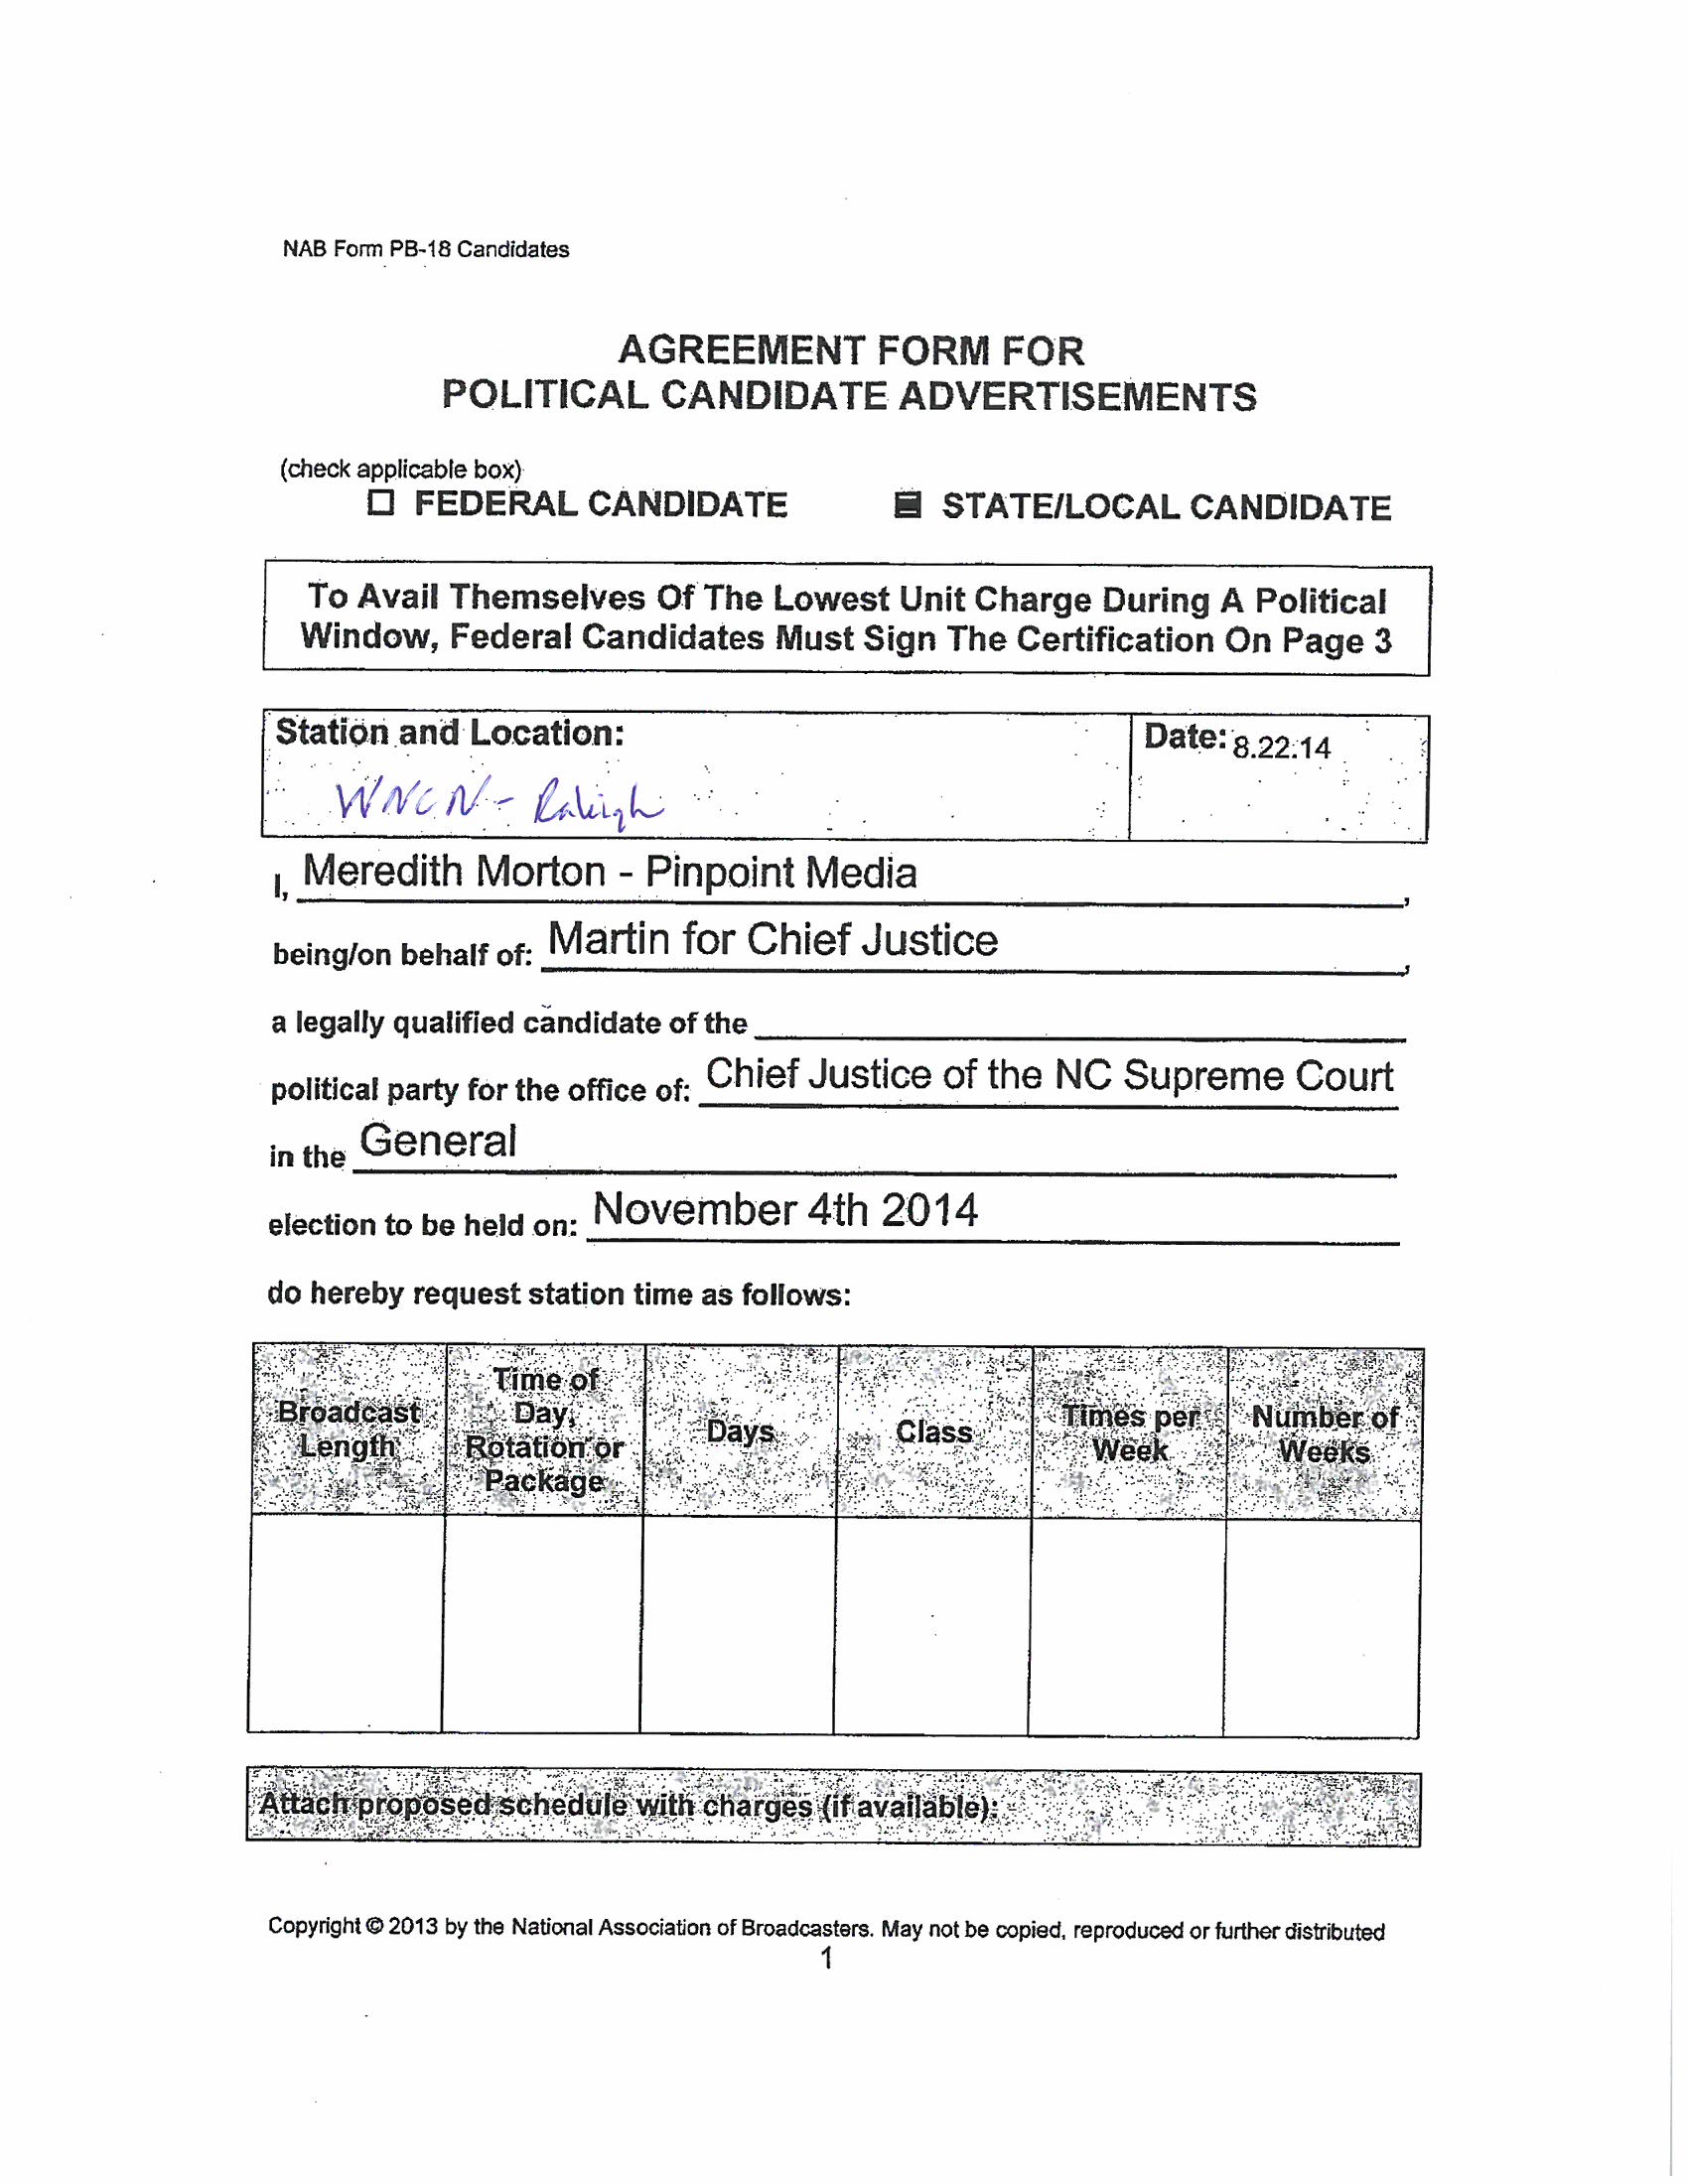 NAB Form PB-18 Candidates
AGREEMENT FORM FOR
POLITICAL CANDIDATE ADVERTISEMENTS
(check applicable box)
☐ FEDERAL CANDIDATE ☒ STATE/LOCAL CANDIDATE
To Avail Themselves Of The Lowest Unit Charge During A Political
Window, Federal Candidates Must Sign The Certification On Page 3
Station and Location: Date: 8.22.14
WNCN - Raleigh
I, Meredith Morton - Pinpoint Media,
being/on behalf of: Martin for Chief Justice,
a legally qualified candidate of the
political party for the office of: Chief Justice of the NC Supreme Court
in the General
election to be held on: November 4th 2014
do hereby request station time as follows:
Broadcast Length
Time of Day, Rotation or Package
Days
Class
Times per Week
Number of Weeks
Attach proposed schedule with charges (if available):
Copyright © 2013 by the National Association of Broadcasters. May not be copied, reproduced or further distributed
1